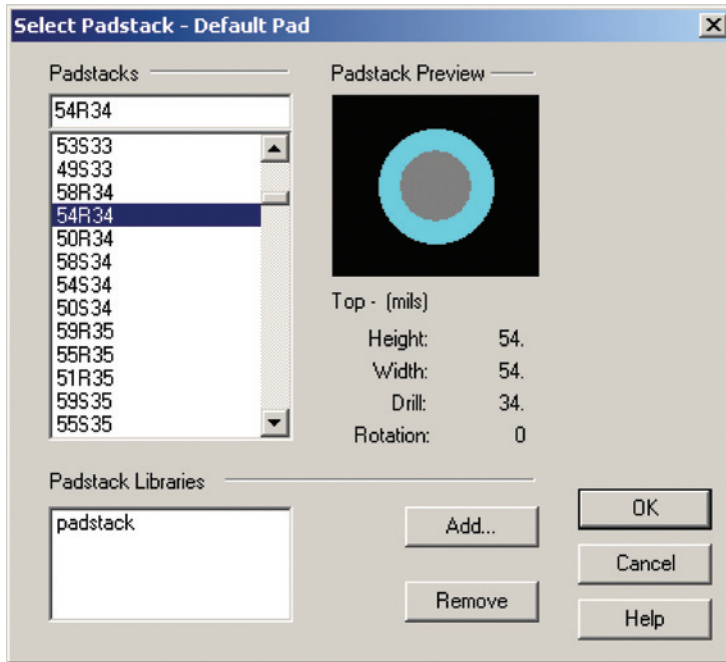 Select Padstack - Default Pad
Padstacks
54R34
53S33
49S33
58R34
54R34
50R34
58S34
54S34
50S34
59R35
55R35
51R35
59S35
55S35
Padstack Preview
Top - (mils)
Height: 54.
Width: 54.
Drill: 34.
Rotation: 0
Padstack Libraries
padstack
Add...
Remove
OK
Cancel
Help